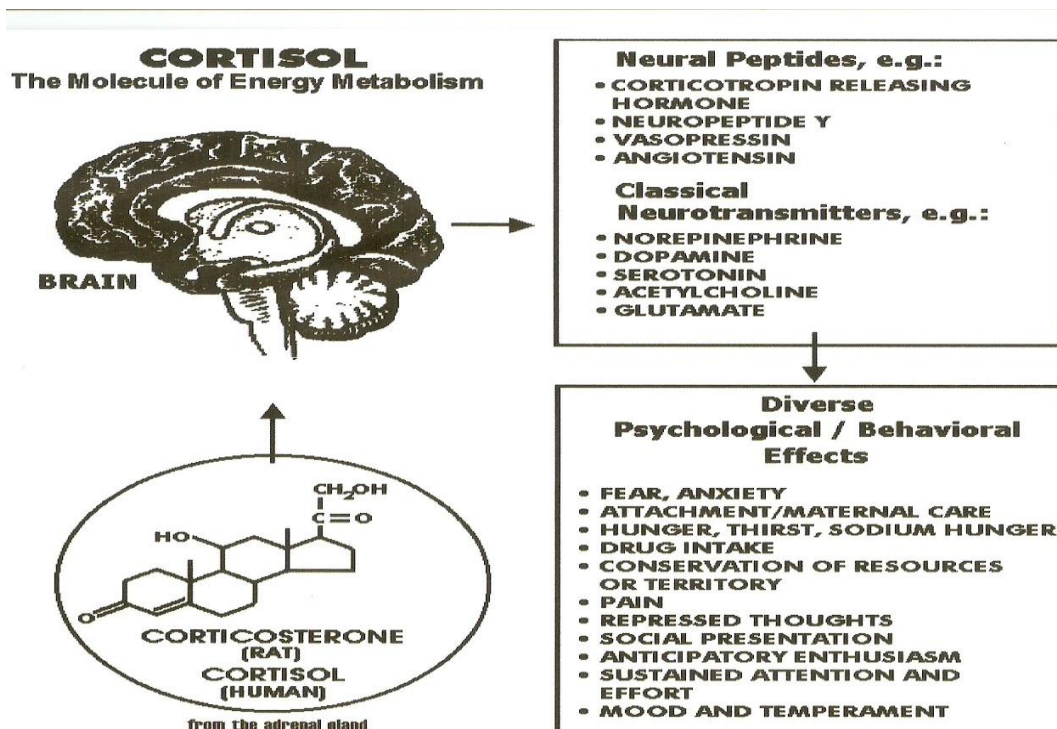 CORTISOL
The Molecule of Energy Metabolism
BRAIN
Neural Peptides, e.g.:
• CORTICOTROPIN RELEASING
HORMONE
• NEUROPEPTIDE Y
• VASOPRESSIN
• ANGIOTENSIN
Classical
Neurotransmitters, e.g.:
• NOREPINEPHRINE
• DOPAMINE
• SEROTONIN
• ACETYLCHOLINE
• GLUTAMATE
Diverse
Psychological / Behavioral
Effects
• FEAR, ANXIETY
• ATTACHMENT/MATERNAL CARE
• HUNGER, THIRST, SODIUM HUNGER
• DRUG INTAKE
• CONSERVATION OF RESOURCES
OR TERRITORY
• PAIN
• REPRESSED THOUGHTS
• SOCIAL PRESENTATION
• ANTICIPATORY ENTHUSIASM
• SUSTAINED ATTENTION AND
EFFORT
• MOOD AND TEMPERAMENT
CH₂OH
C=O
HO
O
CORTICOSTERONE
(RAT)
CORTISOL
(HUMAN)
from the adrenal gland